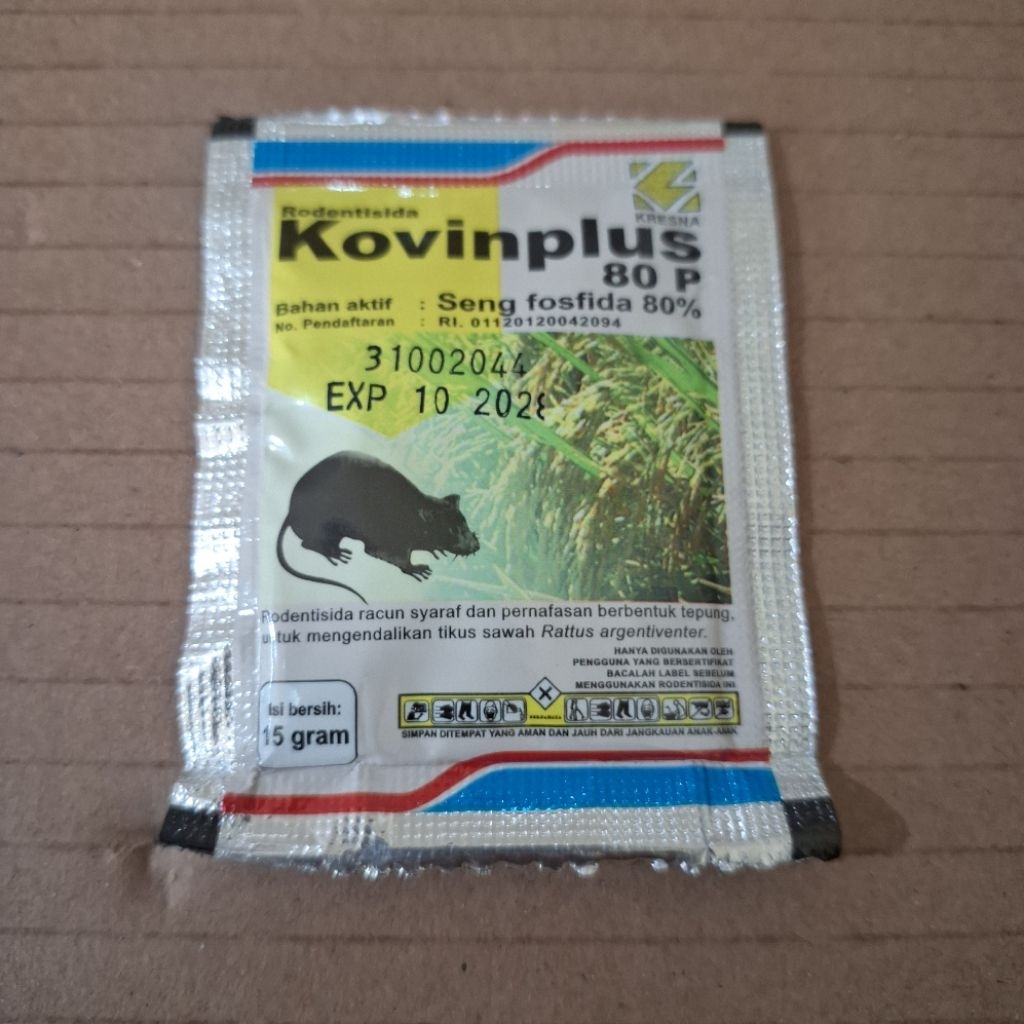 KRESNA
Rodentisida
Kovinplus
80 P
Bahan aktif : Seng fosfida 80%
No. Pendaftaran : RI. 01120120042094
31002044
EXP 10 2028
Rodentisida racun syaraf dan pernafasan berbentuk tepung,
untuk mengendalikan tikus sawah Rattus argentiventer.
HANYA DIGUNAKAN OLEH
PENGGUNA YANG BERSERTIFIKAT
BACALAH LABEL SEBELUM
MENGGUNAKAN RODENTISIDA INI
Isi bersih:
15 gram
SIMPAN DITEMPAT YANG AMAN DAN JAUH DARI JANGKAUAN ANAK-ANAK